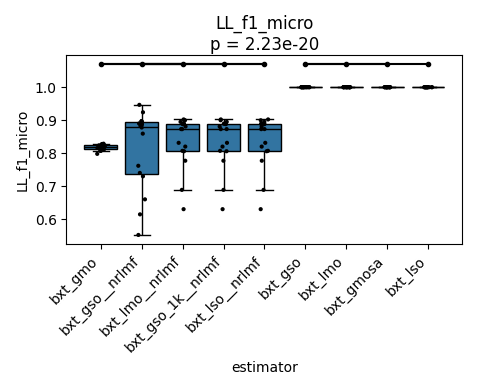 LL_f1_micro
p = 2.23e-20
LL_f1_micro
1.0
0.9
0.8
0.7
0.6
bxt_gmo
bxt_gso__nrlmf
bxt_lmo__nrlmf
bxt_gso_1k__nrlmf
bxt_lso__nrlmf
bxt_gso
bxt_lmo
bxt_gmosa
bxt_lso
estimator